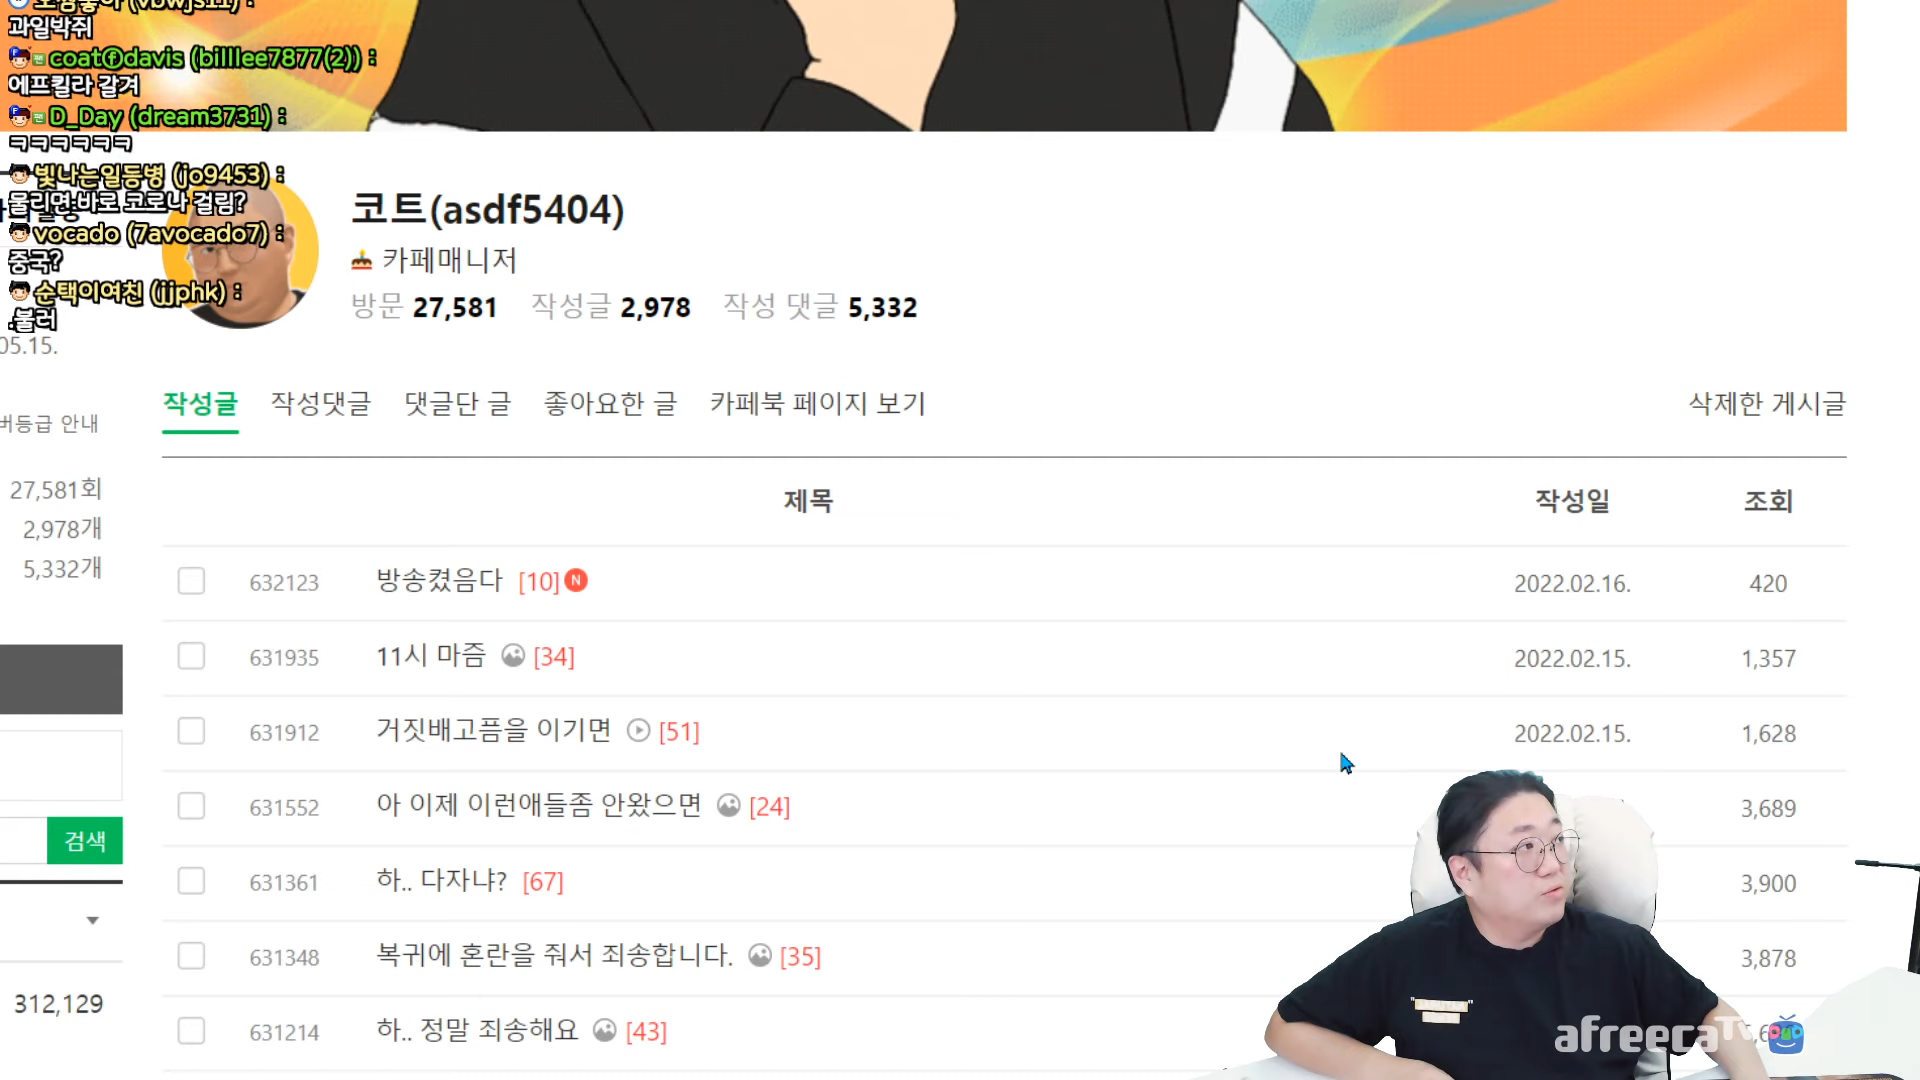 과일박쥐
coat@davis (billlee7877(2)) :
에프킬라 갈겨
D_Day (dream3731) :
ㅋㅋㅋㅋㅋㅋ
빛나는일등병 (jo9453) :
물리면 바로 코로나 걸림?
vocado (7avocado7) :
중국?
순택이여친 (jjphk) :
.불러
05.15.
버등급 안내
27,581회
2,978개
5,332개
검색
312,129
코트(asdf5404)
카페매니저
방문 27,581 작성글 2,978 작성 댓글 5,332
작성글 작성댓글 댓글단 글 좋아요한 글 카페북 페이지 보기 삭제한 게시글
제목 작성일 조회
632123 방송켰음다 [10] N 2022.02.16. 420
631935 11시 마즘 [34] 2022.02.15. 1,357
631912 거짓배고픔을 이기면 [51] 2022.02.15. 1,628
631552 아 이제 이런애들좀 안왔으면 [24] 3,689
631361 하.. 다자냐? [67] 3,900
631348 복귀에 혼란을 줘서 죄송합니다. [35] 3,878
631214 하.. 정말 죄송해요 [43]
afreecaTV